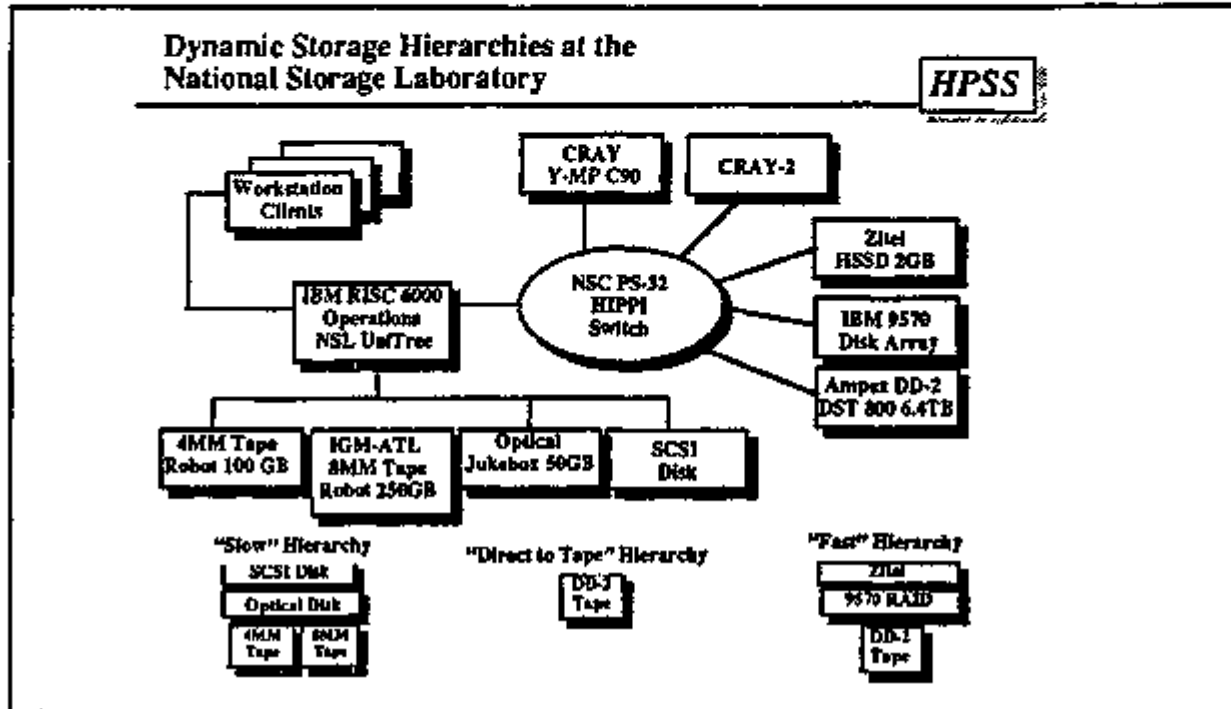 Dynamic Storage Hierarchies at the
National Storage Laboratory
HPSS
Workstation
Clients
CRAY
Y-MP C90
CRAY-2
Zitel
HSSD 2GB
NSC PS-32
HIPPI
Switch
IBM RISC 6000
Operations
NSL UniTree
IBM 9570
Disk Array
Ampex DD-2
DST 800 6.4TB
4MM Tape
Robot 100 GB
IGM-ATL
8MM Tape
Robot 250GB
Optical
Jukebox 50GB
SCSI
Disk
"Slow" Hierarchy
SCSI Disk
Optical Disk
4MM
Tape
8MM
Tape
"Direct to Tape" Hierarchy
DD-2
Tape
"Fast" Hierarchy
Zitel
9570 RAID
DD-2
Tape